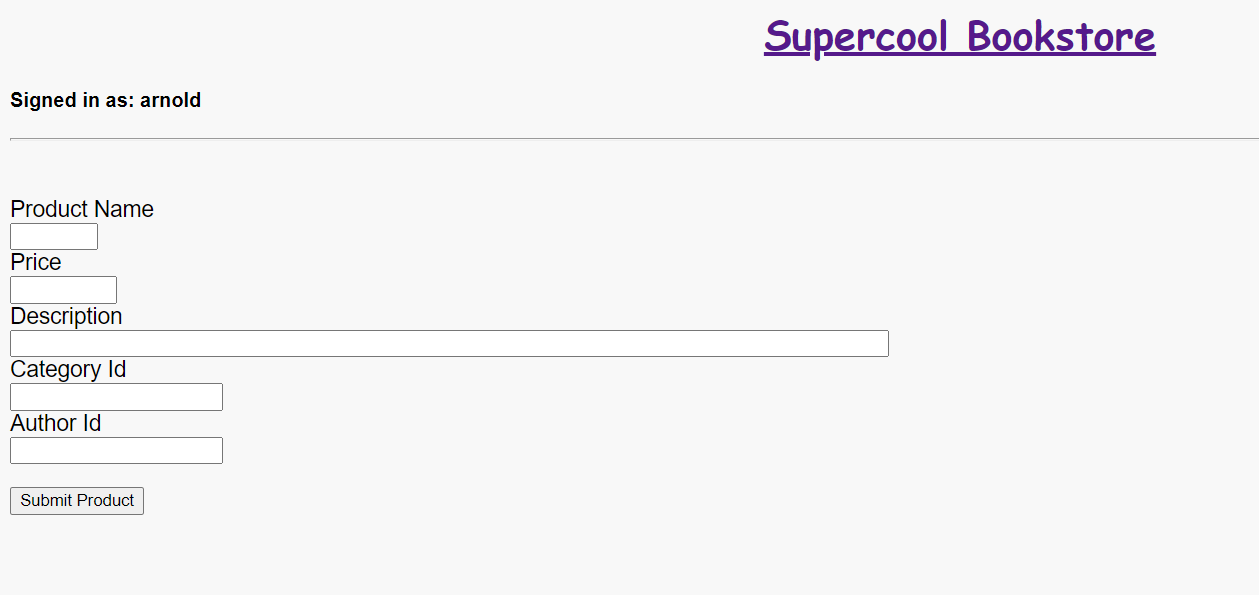 Supercool Bookstore
Signed in as: arnold
Product Name
Price
Description
Category Id
Author Id
Submit Product